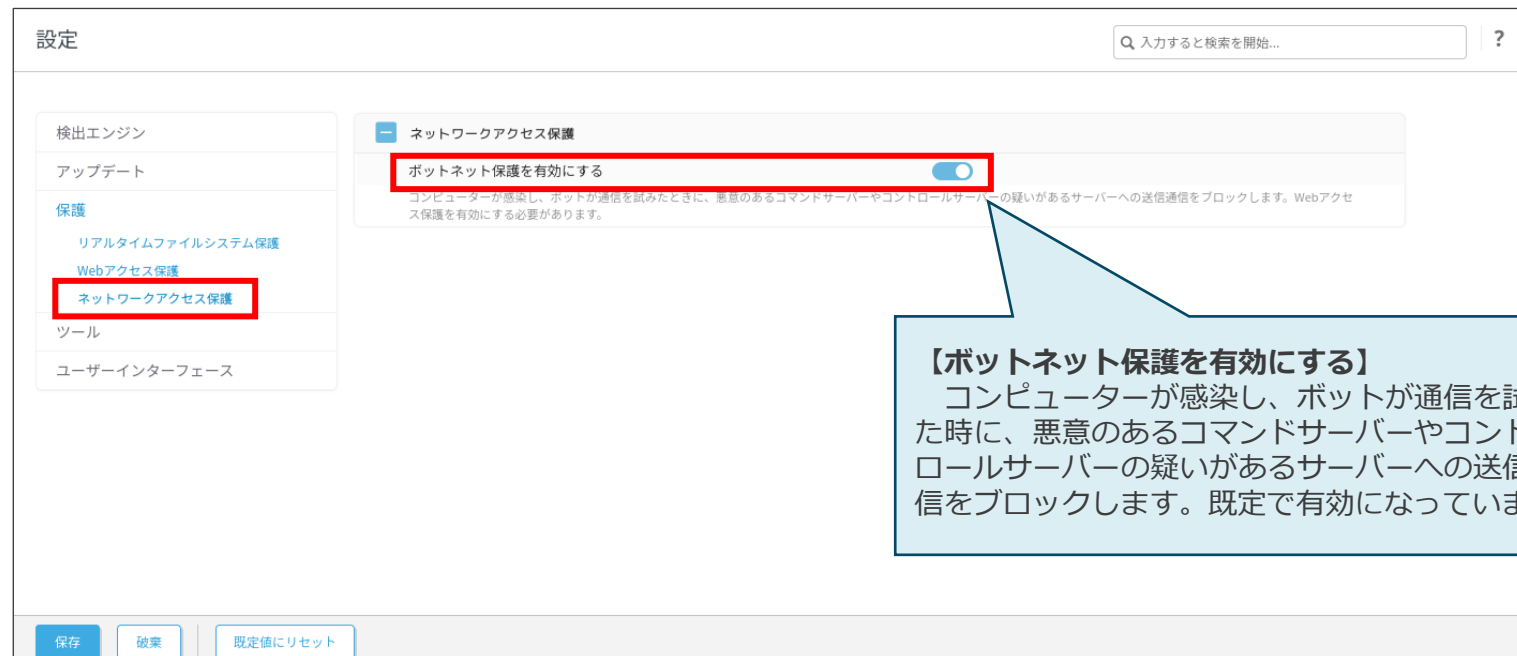 設定
入力すると検索を開始...
?
検出エンジン
アップデート
保護
リアルタイムファイルシステム保護
Webアクセス保護
ネットワークアクセス保護
ツール
ユーザーインターフェース
ネットワークアクセス保護
ボットネット保護を有効にする
コンピューターが感染し、ボットが通信を試みたときに、悪意のあるコマンドサーバーやコントロールサーバーの疑いがあるサーバーへの送信通信をブロックします。Webアクセ
ス保護を有効にする必要があります。
【ボットネット保護を有効にする】
コンピューターが感染し、ボットが通信を
た時に、悪意のあるコマンドサーバーやコント
ロールサーバーの疑いがあるサーバーへの送信
信をブロックします。既定で有効になっていま
保存
破棄
既定値にリセット